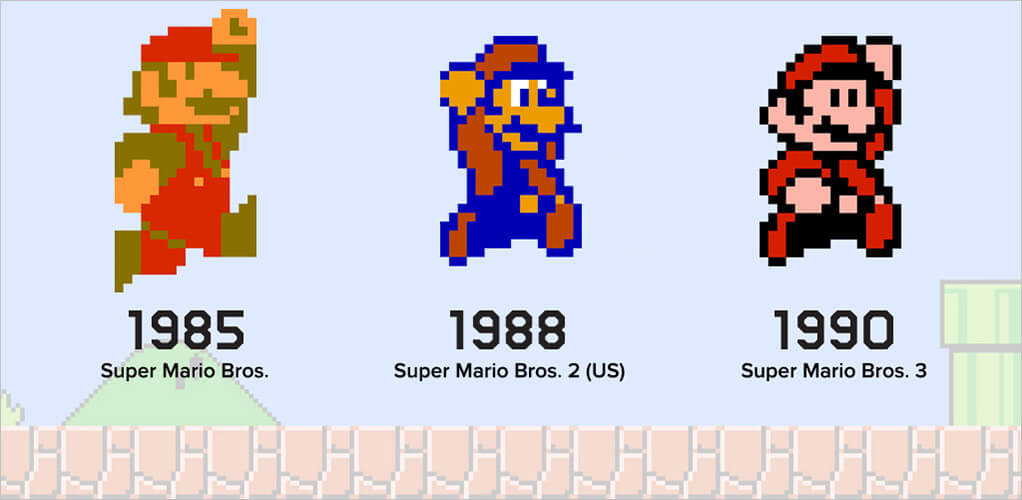 1985
1988
1990
Super Mario Bros.
Super Mario Bros. 2 (US)
Super Mario Bros. 3